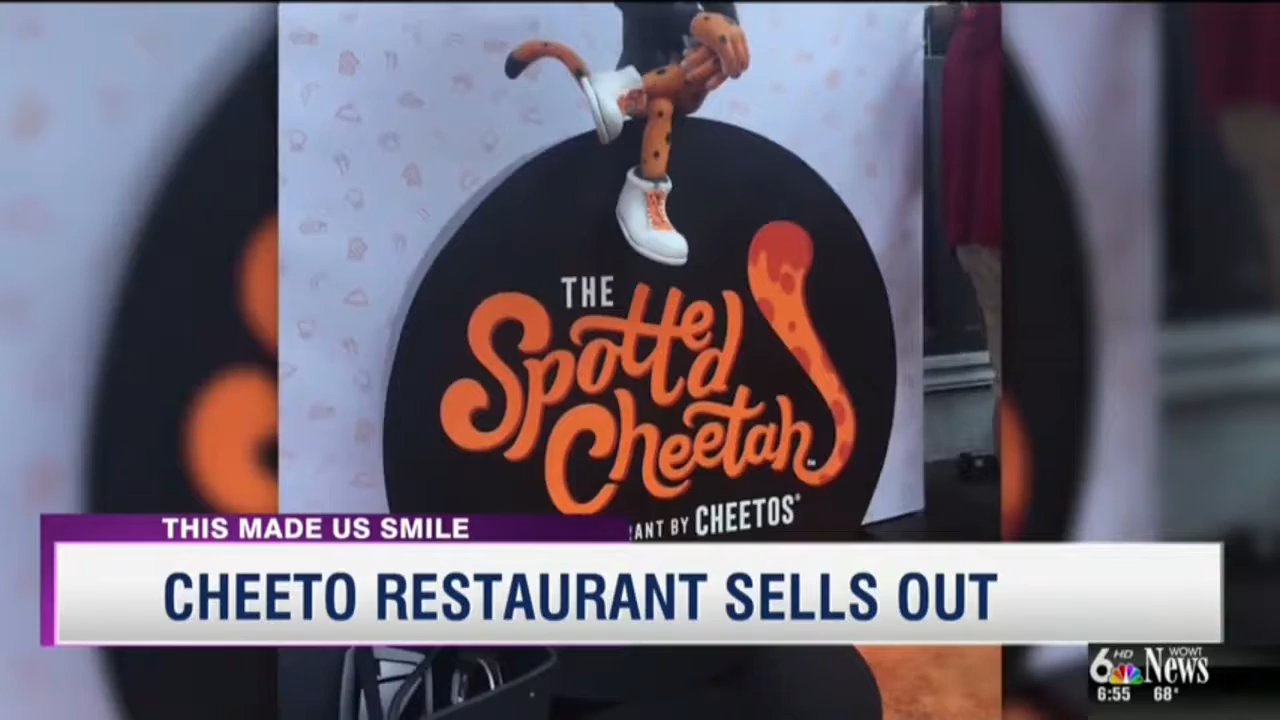 THE
Spotted
Cheetah
RANT BY CHEETOS®
THIS MADE US SMILE
CHEETO RESTAURANT SELLS OUT
6 HD WOWT News
6:55 68°